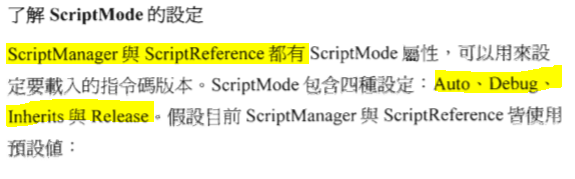 了解 ScriptMode 的設定
ScriptManager 與 ScriptReference 都有 ScriptMode 屬性，可以用來設
定要載入的指令碼版本。ScriptMode 包含四種設定：Auto、Debug、
Inherits 與 Release。假設目前 ScriptManager 與 ScriptReference 皆使用
預設値：